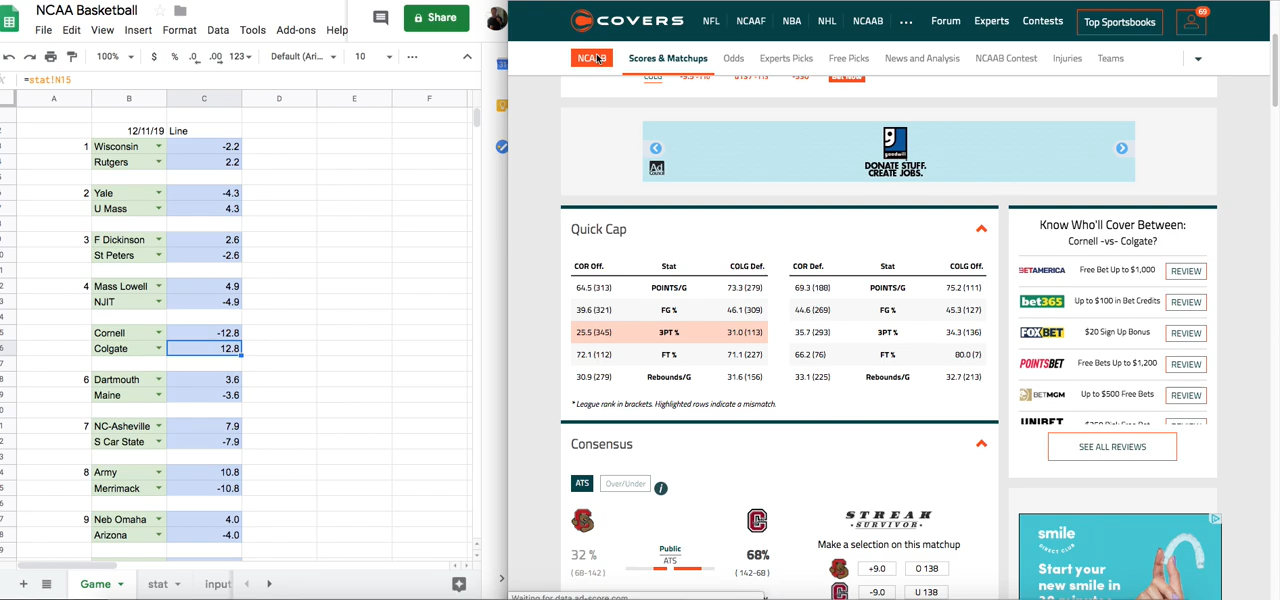 NCAA Basketball
File Edit View Insert Format Data Tools Add-ons Help
Share
100% $ % .0 .00 123 Default (Ari... 10
=stat!N15
A B C D E F
12/11/19 Line
1 Wisconsin -2.2
Rutgers 2.2
2 Yale -4.3
U Mass 4.3
3 F Dickinson 2.6
St Peters -2.6
4 Mass Lowell 4.9
NJIT -4.9
Cornell -12.8
Colgate 12.8
6 Dartmouth 3.6
Maine -3.6
7 NC-Asheville 7.9
S Car State -7.9
8 Army 10.8
Merrimack -10.8
9 Neb Omaha 4.0
Arizona -4.0
Game stat input
COVERS NFL NCAAF NBA NHL NCAAB ... Forum Experts Contests Top Sportsbooks 69
NCAAB Scores & Matchups Odds Experts Picks Free Picks News and Analysis NCAAB Contest Injuries Teams
Ad
goodwill
DONATE STUFF.
CREATE JOBS.
Quick Cap
COR Off. Stat COLG Def. COR Def. Stat COLG Off.
64.5 (313) POINTS/G 73.3 (279) 69.3 (188) POINTS/G 75.2 (111)
39.6 (321) FG % 46.1 (309) 44.6 (269) FG % 45.3 (127)
25.5 (345) 3PT % 31.0 (113) 35.7 (293) 3PT % 34.3 (136)
72.1 (112) FT % 71.1 (227) 66.2 (76) FT % 80.0 (7)
30.9 (279) Rebounds/G 31.6 (156) 33.1 (225) Rebounds/G 32.7 (213)
* League rank in brackets. Highlighted rows indicate a mismatch.
Consensus
ATS Over/Under i
32 % Public ATS 68%
(68-142) (142-68)
STREAK
·SURVIVOR·
Make a selection on this matchup
+9.0 O 138
-9.0 U 138
Know Who'll Cover Between:
Cornell -vs- Colgate?
BETAMERICA Free Bet Up to $1,000 REVIEW
bet365 Up to $100 in Bet Credits REVIEW
FOXBET $20 Sign Up Bonus REVIEW
POINTSBET Free Bets Up to $1,200 REVIEW
BETMGM Up to $500 Free Bets REVIEW
UNIBET
SEE ALL REVIEWS
smile
DIRECT CLUB
Start your
new smile in
Waiting for data.ad-score.com